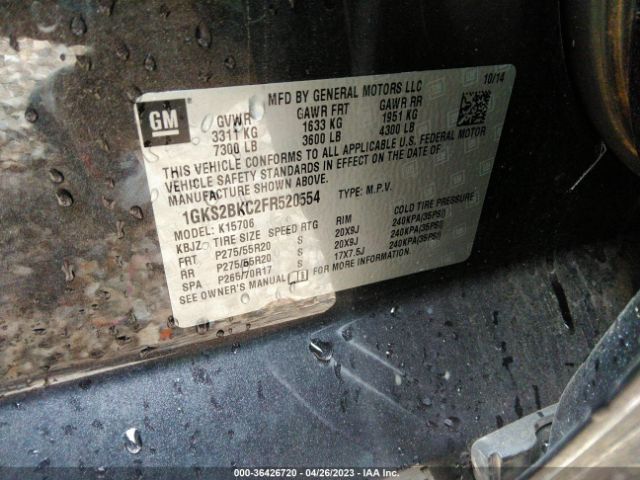 GM
MFD BY GENERAL MOTORS LLC 10/14
GVWR GAWR FRT GAWR RR
3311 KG 1633 KG 1951 KG
7300 LB 3600 LB 4300 LB
THIS VEHICLE CONFORMS TO ALL APPLICABLE U.S. FEDERAL MOTOR
VEHICLE SAFETY STANDARDS IN EFFECT ON THE DATE OF
MANUFACTURE SHOWN ABOVE.
1GKS2BKC2FR520554 TYPE: M.P.V.
MODEL: K15706
KBJZ TIRE SIZE SPEED RTG RIM COLD TIRE PRESSURE
FRT P275/55R20 S 20X9J 240KPA(35PSI)
RR P275/55R20 S 20X9J 240KPA(35PSI)
SPA P265/70R17 S 17X7.5J 240KPA(35PSI)
SEE OWNER'S MANUAL FOR MORE INFORMATION.
000-36426720 - 04/26/2023 - IAA Inc.